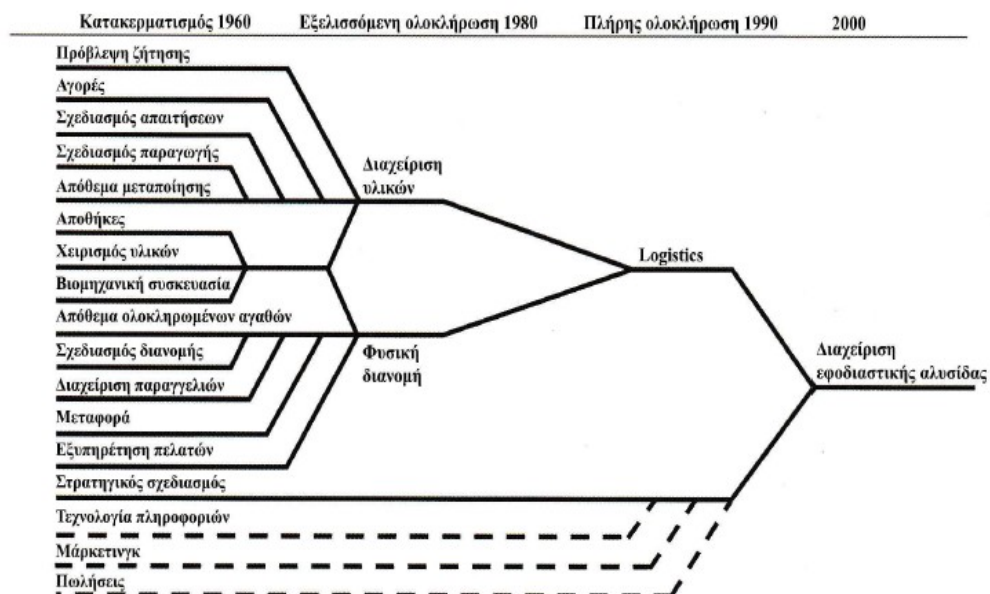 Κατακερματισμός 1960 Εξελισσόμενη ολοκλήρωση 1980 Πλήρης ολοκλήρωση 1990 2000
Πρόβλεψη ζήτησης
Αγορές
Σχεδιασμός απαιτήσεων
Σχεδιασμός παραγωγής
Απόθεμα μεταποίησης
Αποθήκες
Χειρισμός υλικών
Βιομηχανική συσκευασία
Απόθεμα ολοκληρωμένων αγαθών
Σχεδιασμός διανομής
Διαχείριση παραγγελιών
Μεταφορά
Εξυπηρέτηση πελατών
Στρατηγικός σχεδιασμός
Τεχνολογία πληροφοριών
Μάρκετινγκ
Πωλήσεις
Διαχείριση
υλικών
Φυσική
διανομή
Logistics
Διαχείριση
εφοδιαστικής αλυσίδας